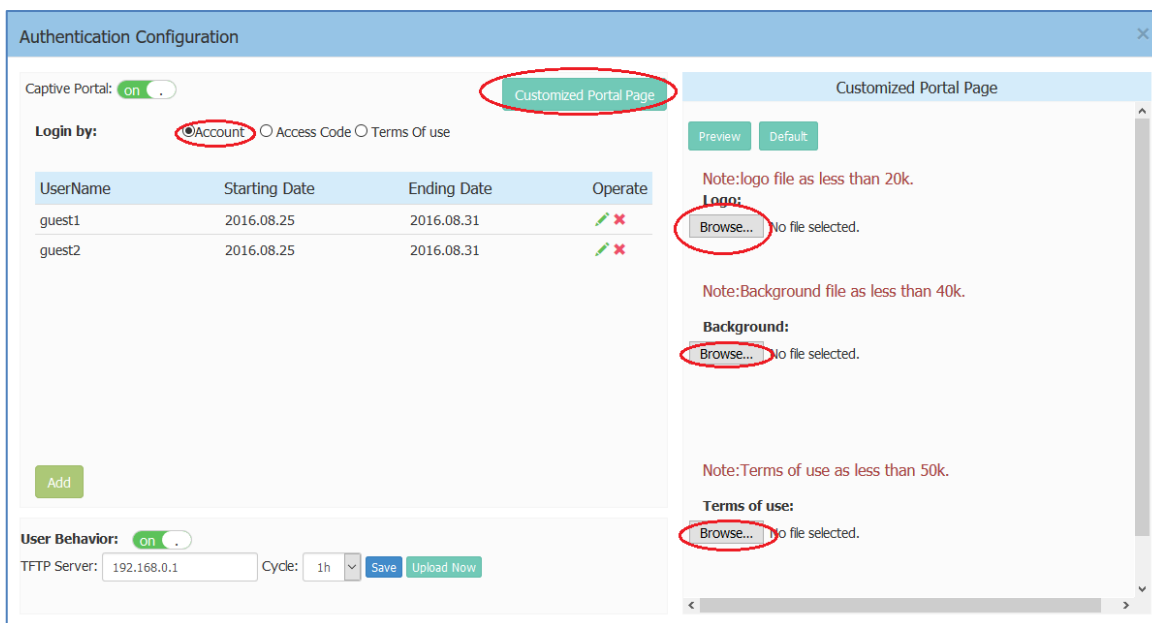 Authentication Configuration
Captive Portal: on .
Customized Portal Page
Login by: Account Access Code Terms Of use
UserName Starting Date Ending Date Operate
guest1 2016.08.25 2016.08.31
guest2 2016.08.25 2016.08.31
Add
User Behavior: on .
TFTP Server: 192.168.0.1 Cycle: 1h Save Upload Now
Customized Portal Page
Preview Default
Note:logo file as less than 20k.
Logo:
Browse... No file selected.
Note:Background file as less than 40k.
Background:
Browse... No file selected.
Note:Terms of use as less than 50k.
Terms of use:
Browse... No file selected.